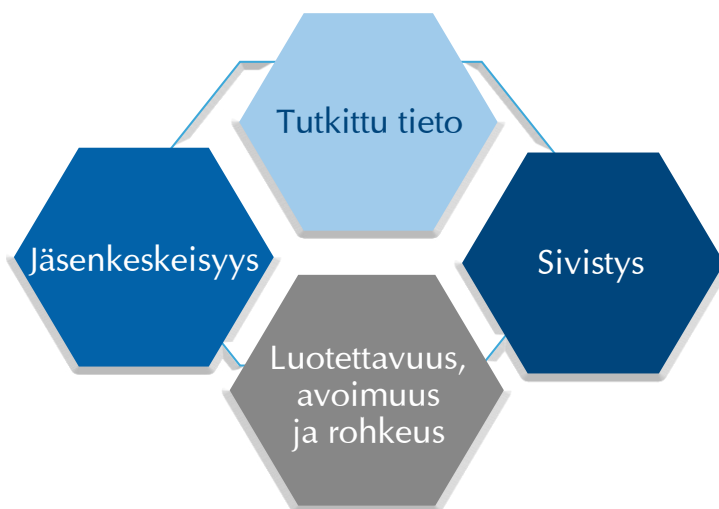 Tutkittu tieto
Jäsenkeskeisyys
Sivistys
Luotettavuus,
avoimuus
ja rohkeus